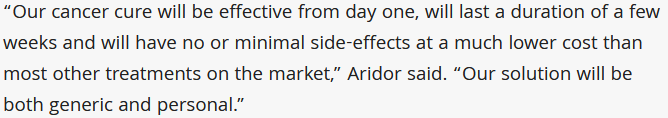 “Our cancer cure will be effective from day one, will last a duration of a few
weeks and will have no or minimal side-effects at a much lower cost than
most other treatments on the market,” Aridor said. “Our solution will be
both generic and personal.”